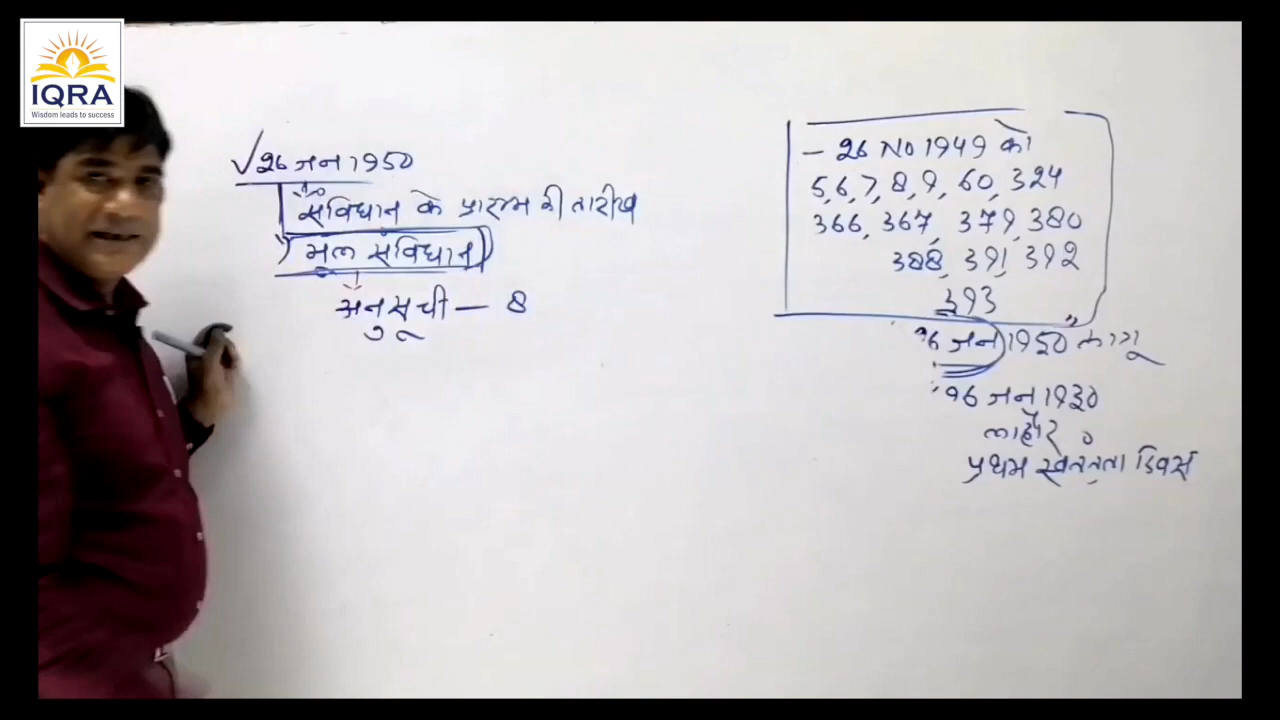 IQRA
Wisdom leads to success
26 जन 1950
संविधान के प्रारम्भ की तारीख
मूल संविधान
अनुसूची — 8
— 26 No 1949 को
5, 6, 7, 8, 9, 60, 324
366, 367, 379, 380
388, 391, 392
393
26 जन 1950 लागू
26 जन 1930
लाहौर
प्रथम स्वतंत्रता दिवस